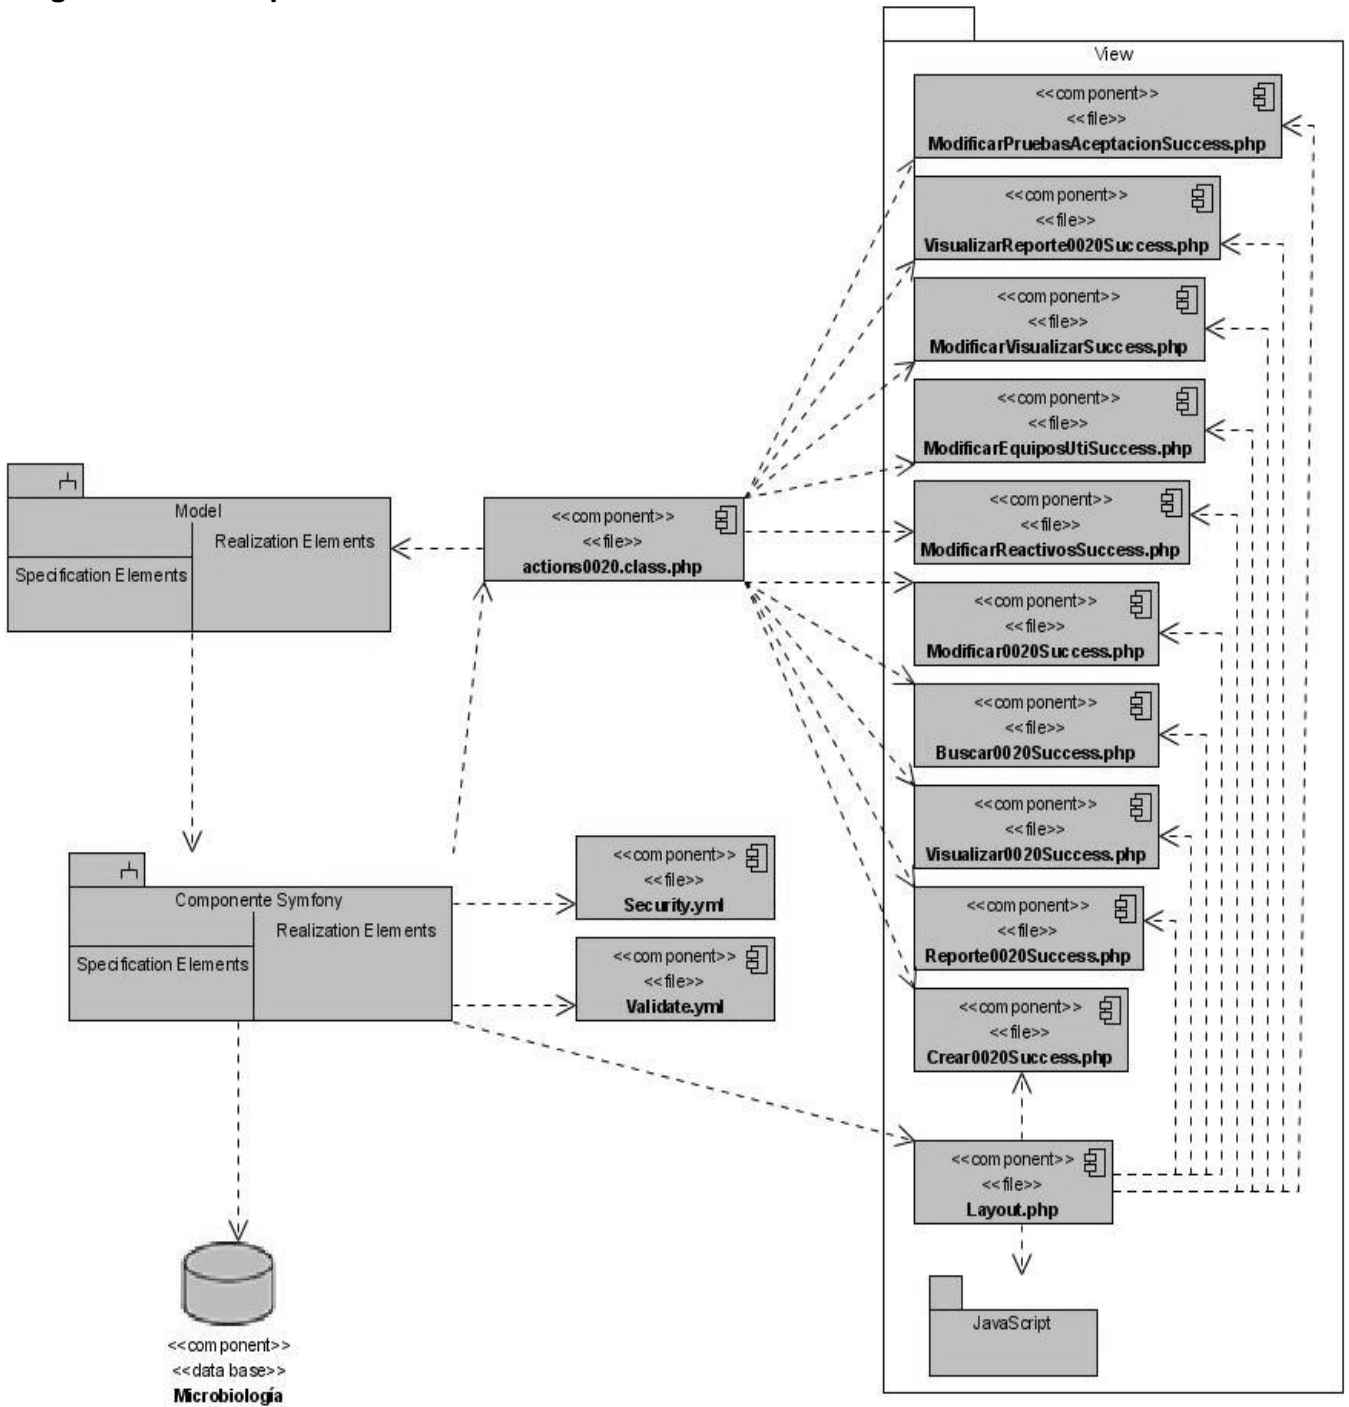 View
<<component>>
<<file>>
ModificarPruebasAceptacionSuccess.php
<<component>>
<<file>>
VisualizarReporte0020Success.php
<<component>>
<<file>>
ModificarVisualizarSuccess.php
<<component>>
<<file>>
ModificarEquiposUtiSuccess.php
<<component>>
<<file>>
ModificarReactivosSuccess.php
<<component>>
<<file>>
Modificar0020Success.php
<<component>>
<<file>>
Buscar0020Success.php
<<component>>
<<file>>
Visualizar0020Success.php
<<component>>
<<file>>
Reporte0020Success.php
<<component>>
<<file>>
Crear0020Success.php
<<component>>
<<file>>
Layout.php
JavaScript
<<component>>
<<file>>
actions0020.class.php
Model
Realization Elements
Specification Elements
Componente Symfony
Realization Elements
Specification Elements
<<component>>
<<file>>
Security.yml
<<component>>
<<file>>
Validate.yml
<<component>>
<<data base>>
Microbiología